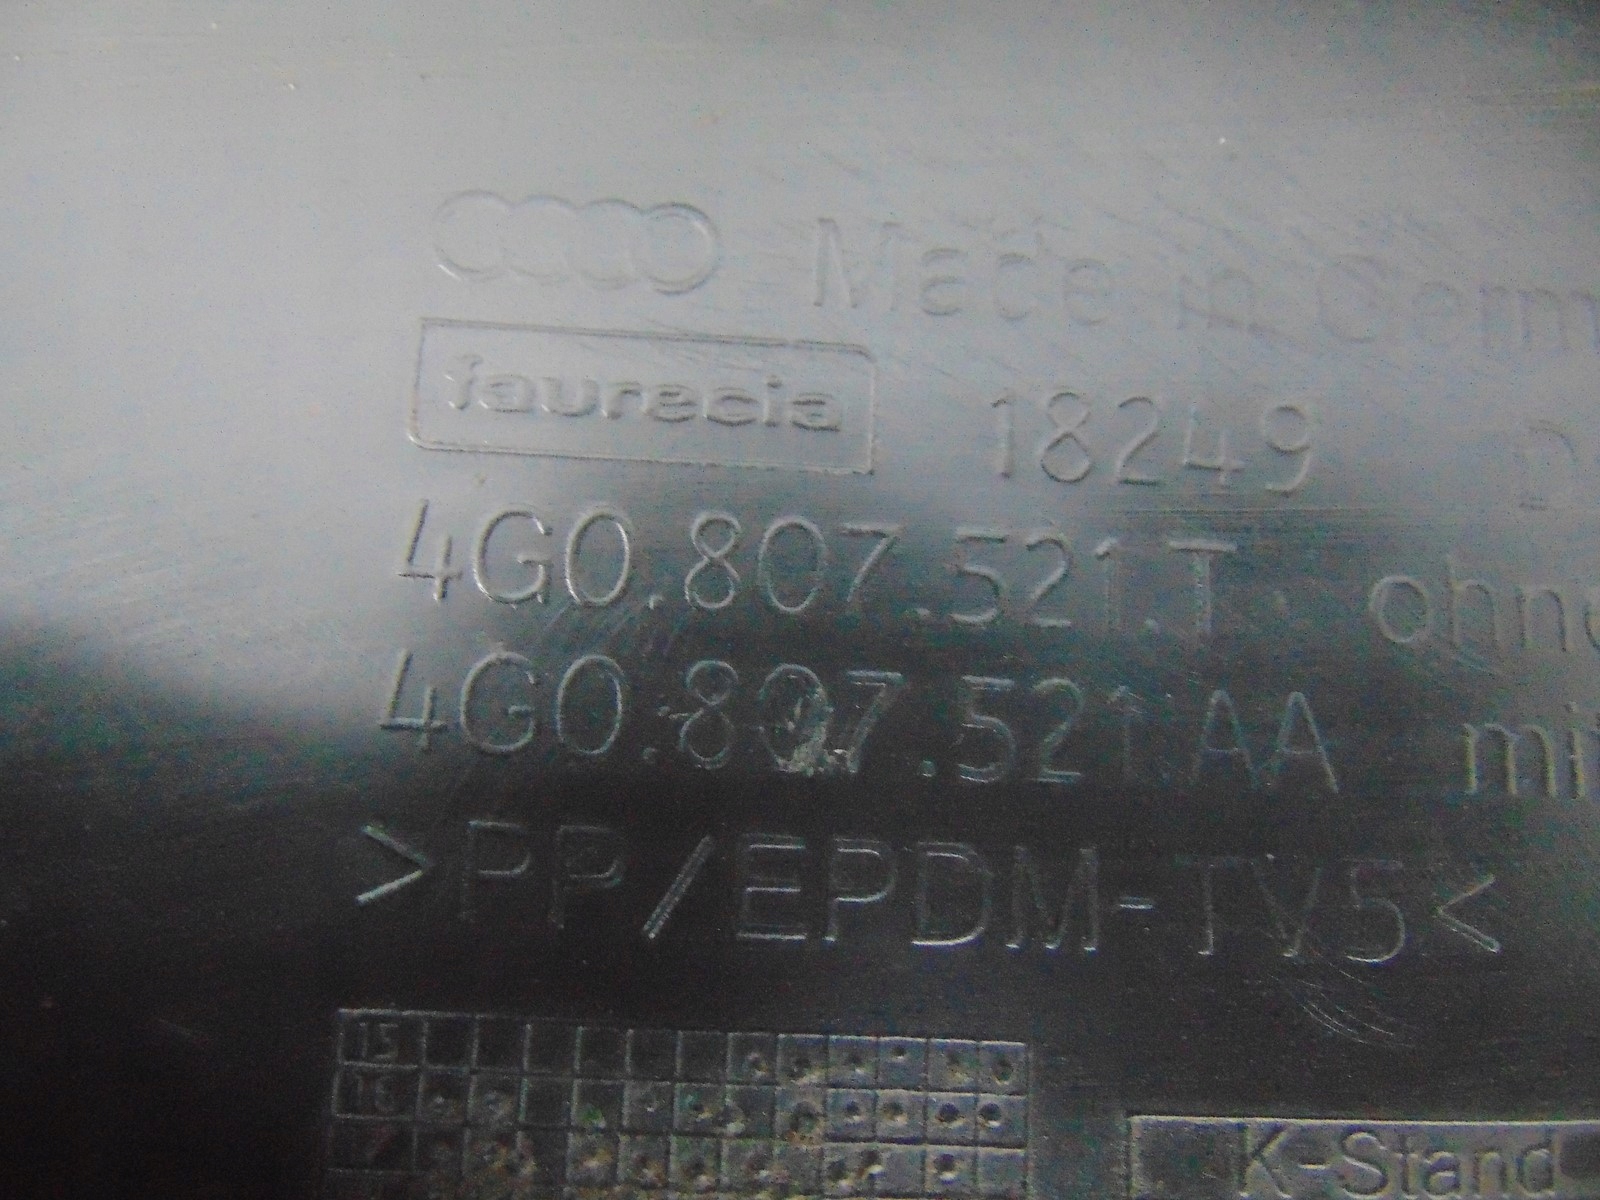 Made in Germ
faurecia 18249 D
4G0.807.521.T ohne
4G0.807.521.AA mi
>PP/EPDM-TV5<
15
16
K-Stand